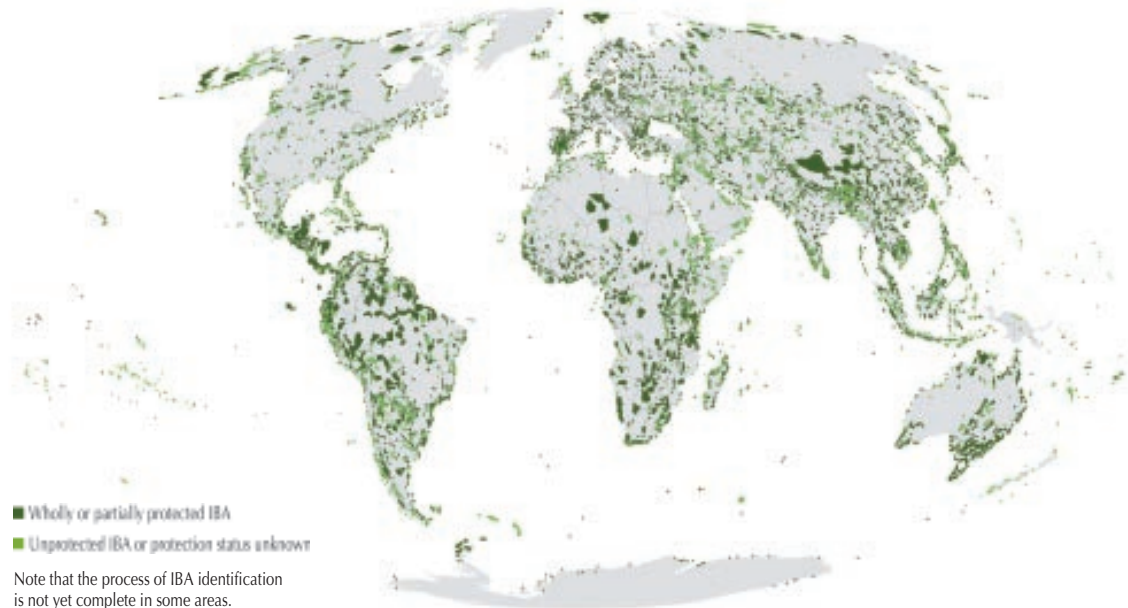 Wholly or partially protected IBA
Unprotected IBA or protection status unknown
Note that the process of IBA identification
is not yet complete in some areas.